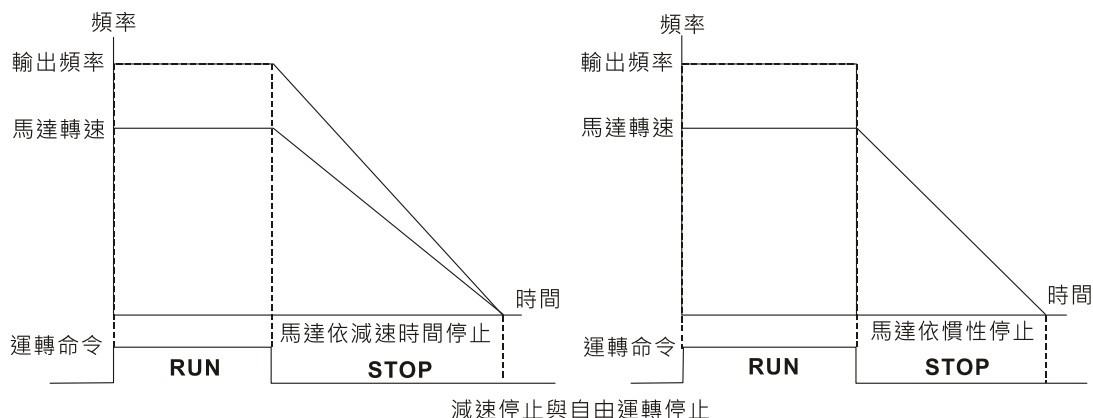 頻率
輸出頻率
馬達轉速
時間
馬達依減速時間停止
運轉命令
RUN
STOP
頻率
輸出頻率
馬達轉速
時間
馬達依慣性停止
運轉命令
RUN
STOP
減速停止與自由運轉停止